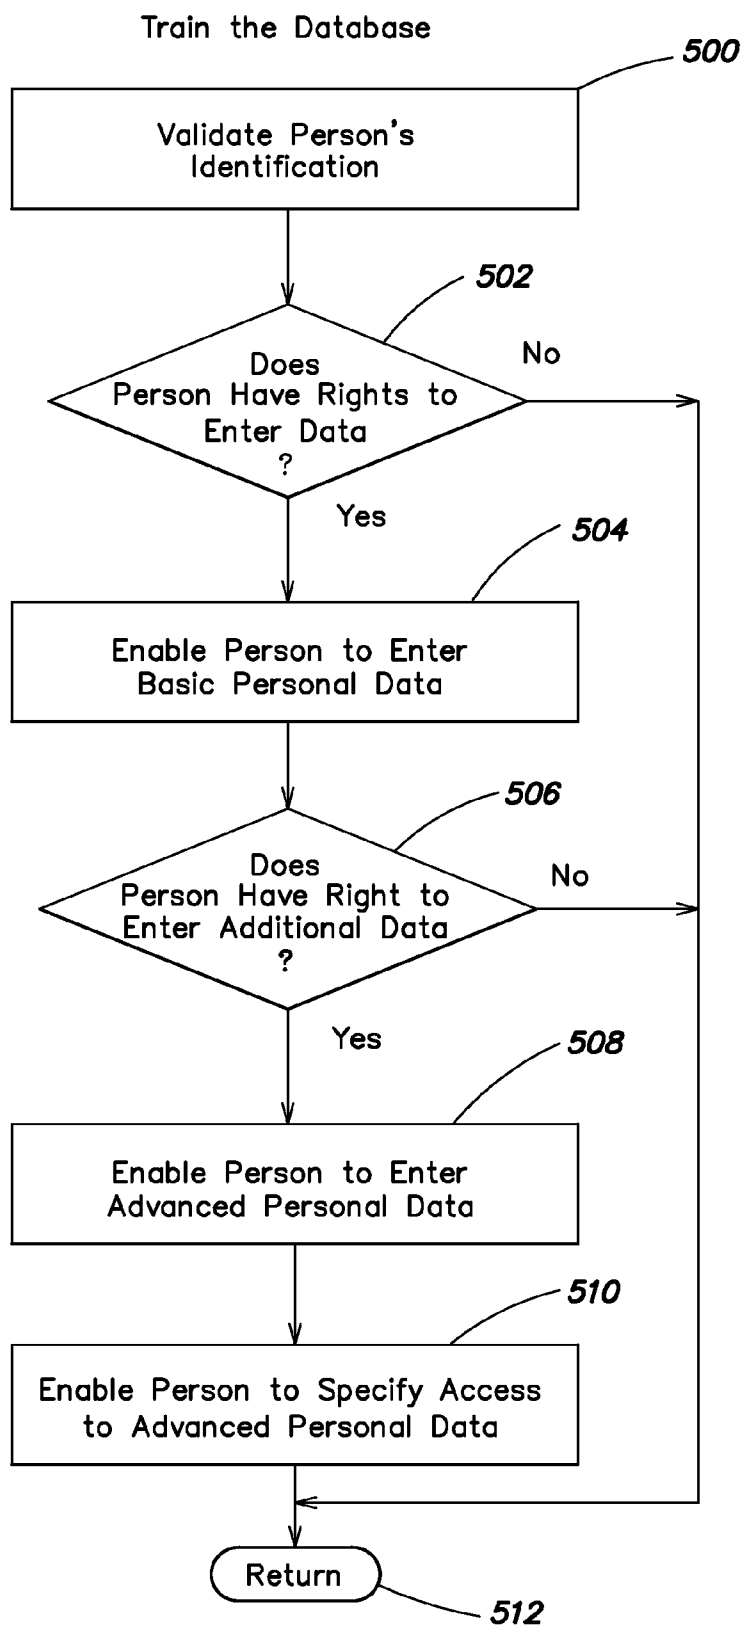 Train the Database
500
Validate Person's
Identification
502
Does
Person Have Rights to
Enter Data
?
No
Yes
504
Enable Person to Enter
Basic Personal Data
506
Does
Person Have Right to
Enter Additional Data
?
No
Yes
508
Enable Person to Enter
Advanced Personal Data
510
Enable Person to Specify Access
to Advanced Personal Data
Return
512